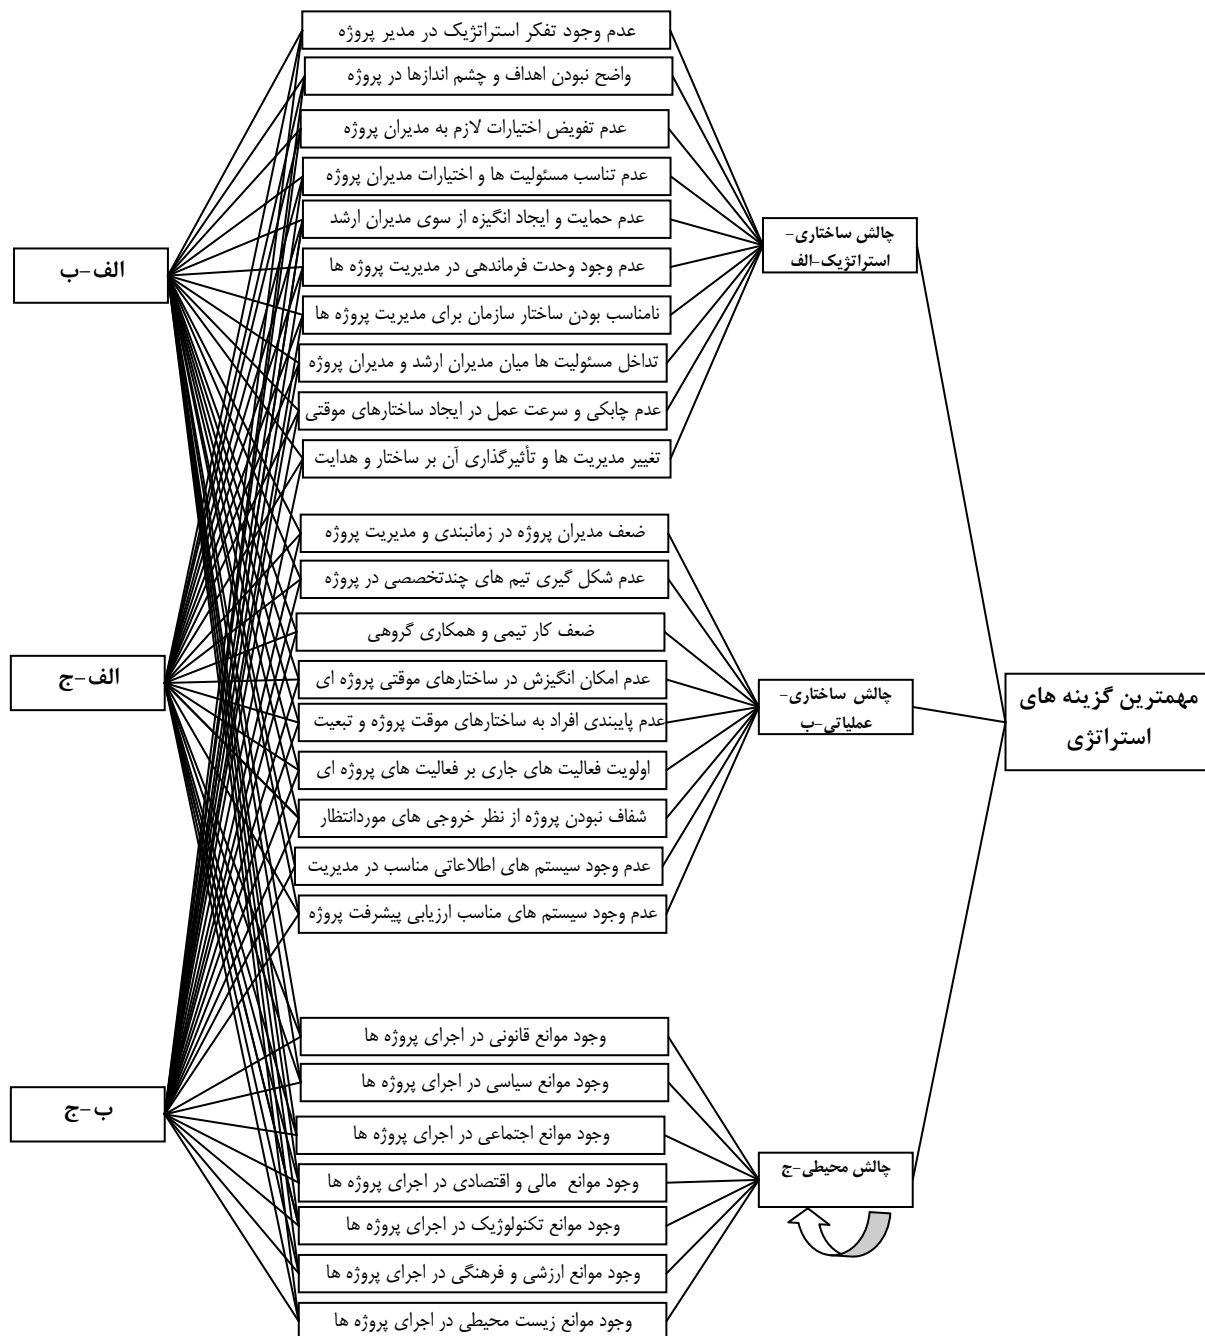 مهمترین گزینه های
استراتژی
چالش ساختاری-
استراتژیک-الف
چالش ساختاری-
عملیاتی-ب
چالش محیطی-ج
عدم وجود تفکر استراتژیک در مدیر پروژه
واضح نبودن اهداف و چشم اندازها در پروژه
عدم تفویض اختیارات لازم به مدیران پروژه
عدم تناسب مسئولیت ها و اختیارات مدیران پروژه
عدم حمایت و ایجاد انگیزه از سوی مدیران ارشد
عدم وجود وحدت فرماندهی در مدیریت پروژه ها
نامناسب بودن ساختار سازمان برای مدیریت پروژه ها
تداخل مسئولیت ها میان مدیران ارشد و مدیران پروژه
عدم چابکی و سرعت عمل در ایجاد ساختارهای موقتی
تغییر مدیریت ها و تأثیرگذاری آن بر ساختار و هدایت
ضعف مدیران پروژه در زمانبندی و مدیریت پروژه
عدم شکل گیری تیم های چندتخصصی در پروژه
ضعف کار تیمی و همکاری گروهی
عدم امکان انگیزش در ساختارهای موقتی پروژه ای
عدم پایبندی افراد به ساختارهای موقت پروژه و تبعیت
اولویت فعالیت های جاری بر فعالیت های پروژه ای
شفاف نبودن پروژه از نظر خروجی های موردانتظار
عدم وجود سیستم های اطلاعاتی مناسب در مدیریت
عدم وجود سیستم های مناسب ارزیابی پیشرفت پروژه
وجود موانع قانونی در اجرای پروژه ها
وجود موانع سیاسی در اجرای پروژه ها
وجود موانع اجتماعی در اجرای پروژه ها
وجود موانع مالی و اقتصادی در اجرای پروژه ها
وجود موانع تکنولوژیک در اجرای پروژه ها
وجود موانع ارزشی و فرهنگی در اجرای پروژه ها
وجود موانع زیست محیطی در اجرای پروژه ها
الف-ب
الف-ج
ب-ج